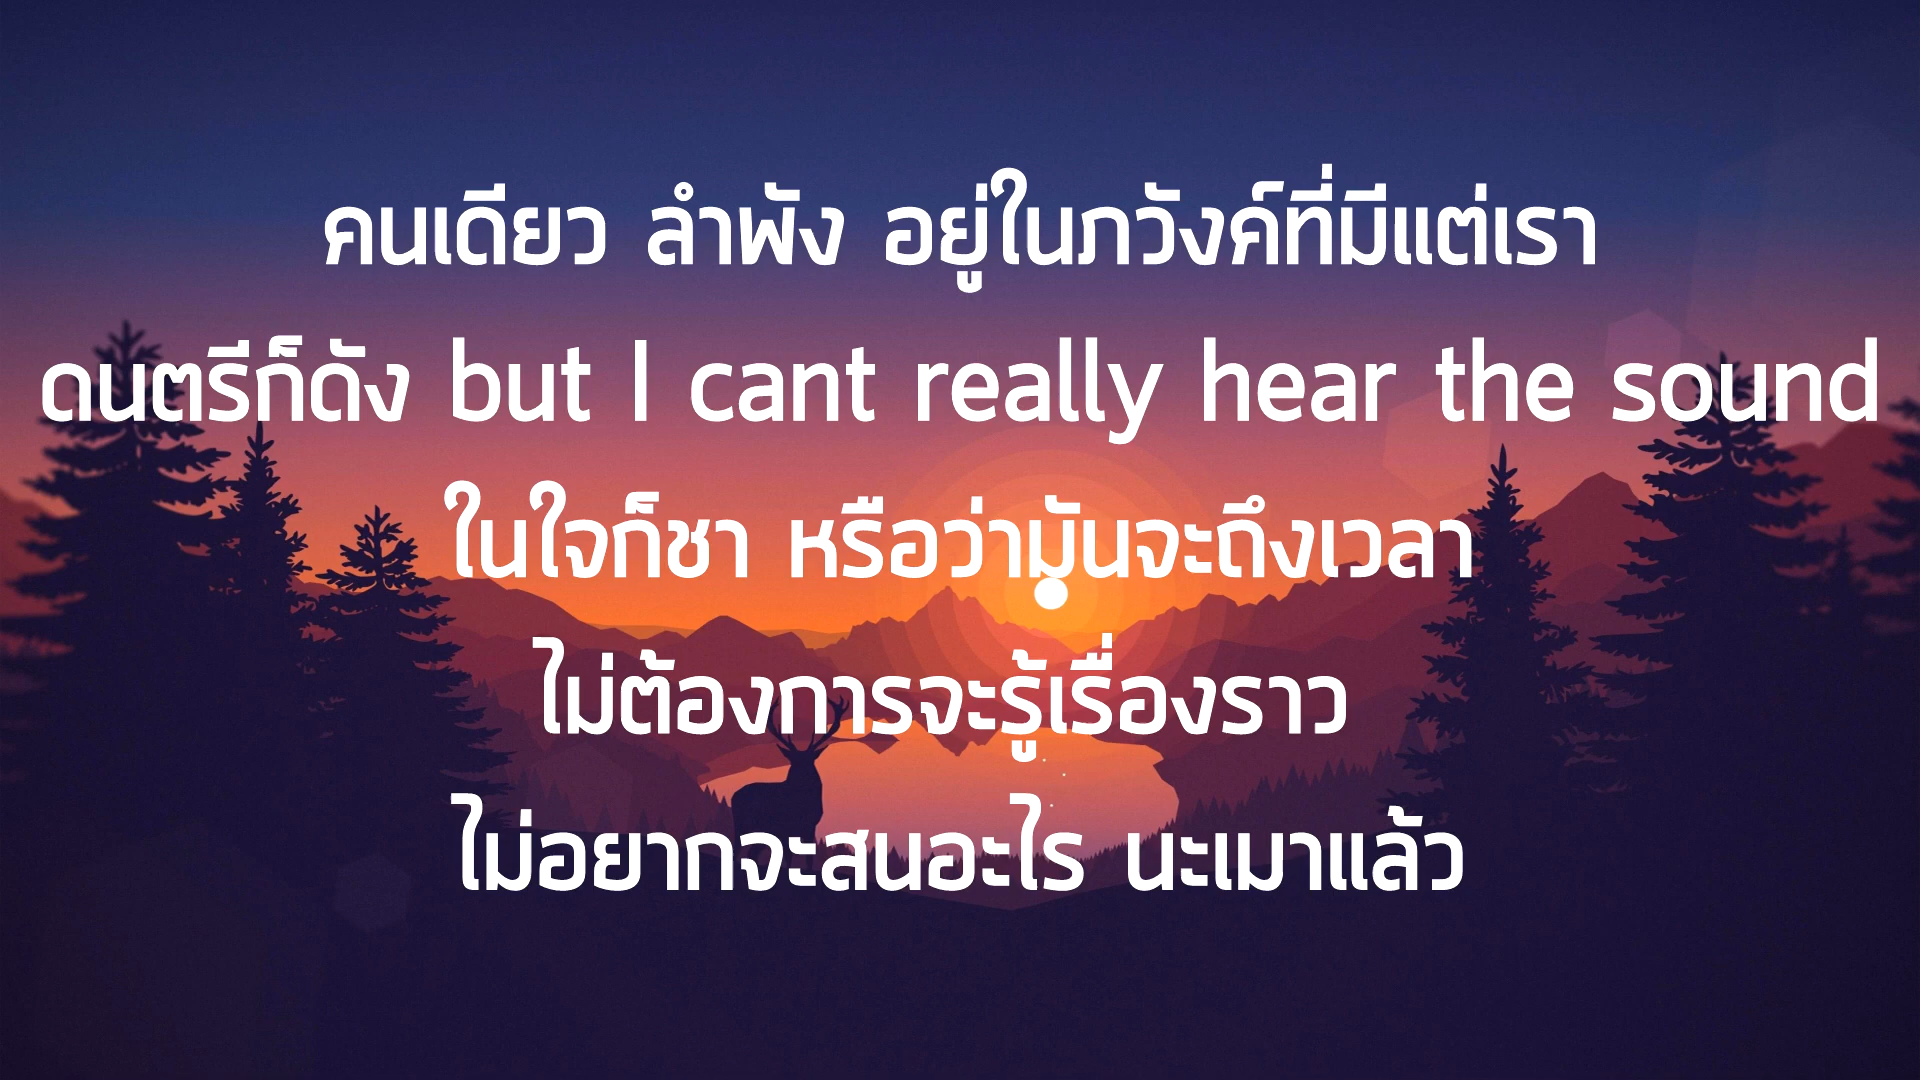 คนเดียว ลำพัง อยู่ในภวังค์ที่มีแต่เรา
ดนตรีก็ดัง but I cant really hear the sound
ในใจก็ชา หรือว่ามันจะถึงเวลา
ไม่ต้องการจะรู้เรื่องราว
ไม่อยากจะสนอะไร นะเมาแล้ว